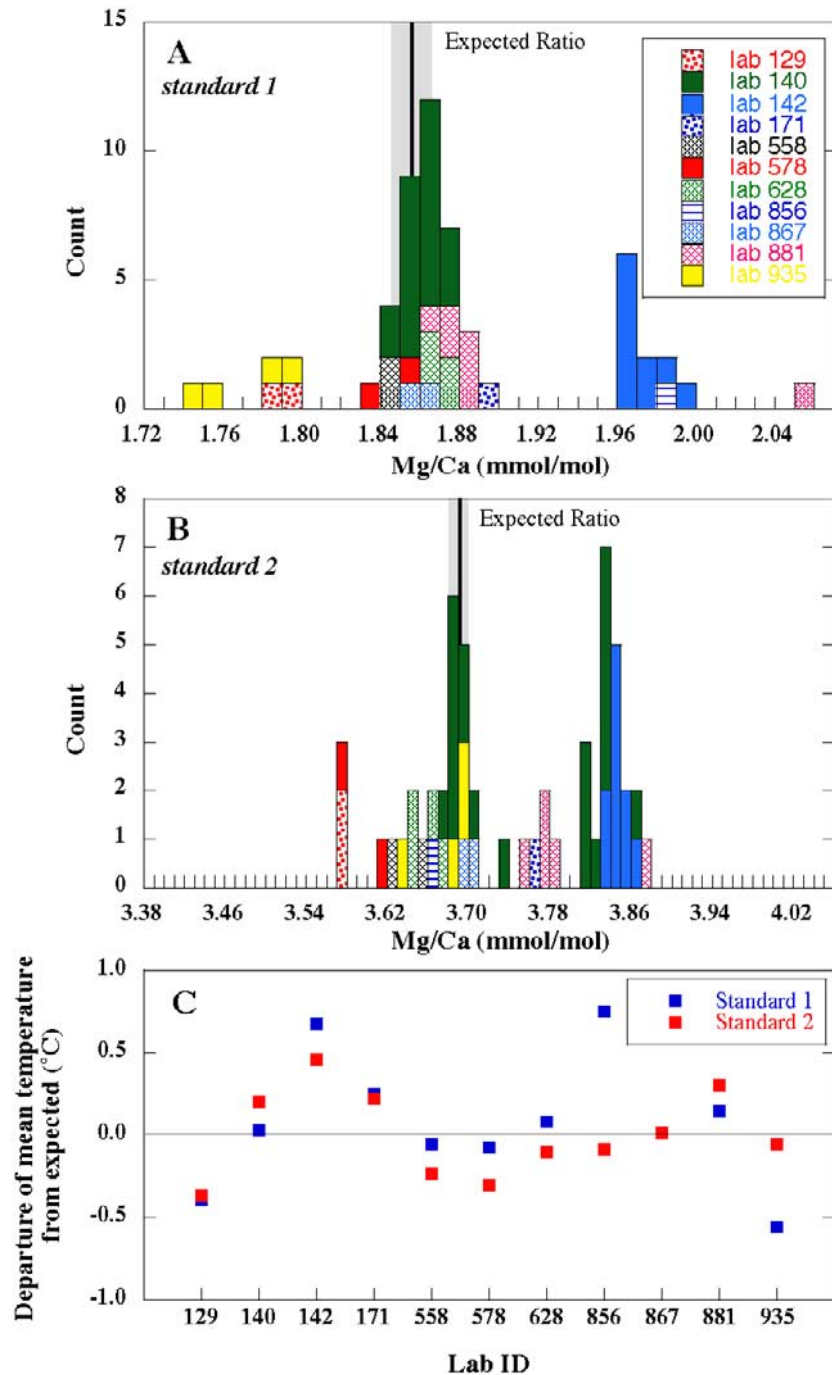 A
standard 1
Expected Ratio
lab 129
lab 140
lab 142
lab 171
lab 558
lab 578
lab 628
lab 856
lab 867
lab 881
lab 935
15
10
5
0
Count
1.72 1.76 1.80 1.84 1.88 1.92 1.96 2.00 2.04
Mg/Ca (mmol/mol)
B
standard 2
Expected Ratio
8
7
6
5
4
3
2
1
0
Count
3.38 3.46 3.54 3.62 3.70 3.78 3.86 3.94 4.02
Mg/Ca (mmol/mol)
C
Standard 1
Standard 2
1.0
0.5
0.0
-0.5
-1.0
Departure of mean temperature
from expected (°C)
129 140 142 171 558 578 628 856 867 881 935
Lab ID